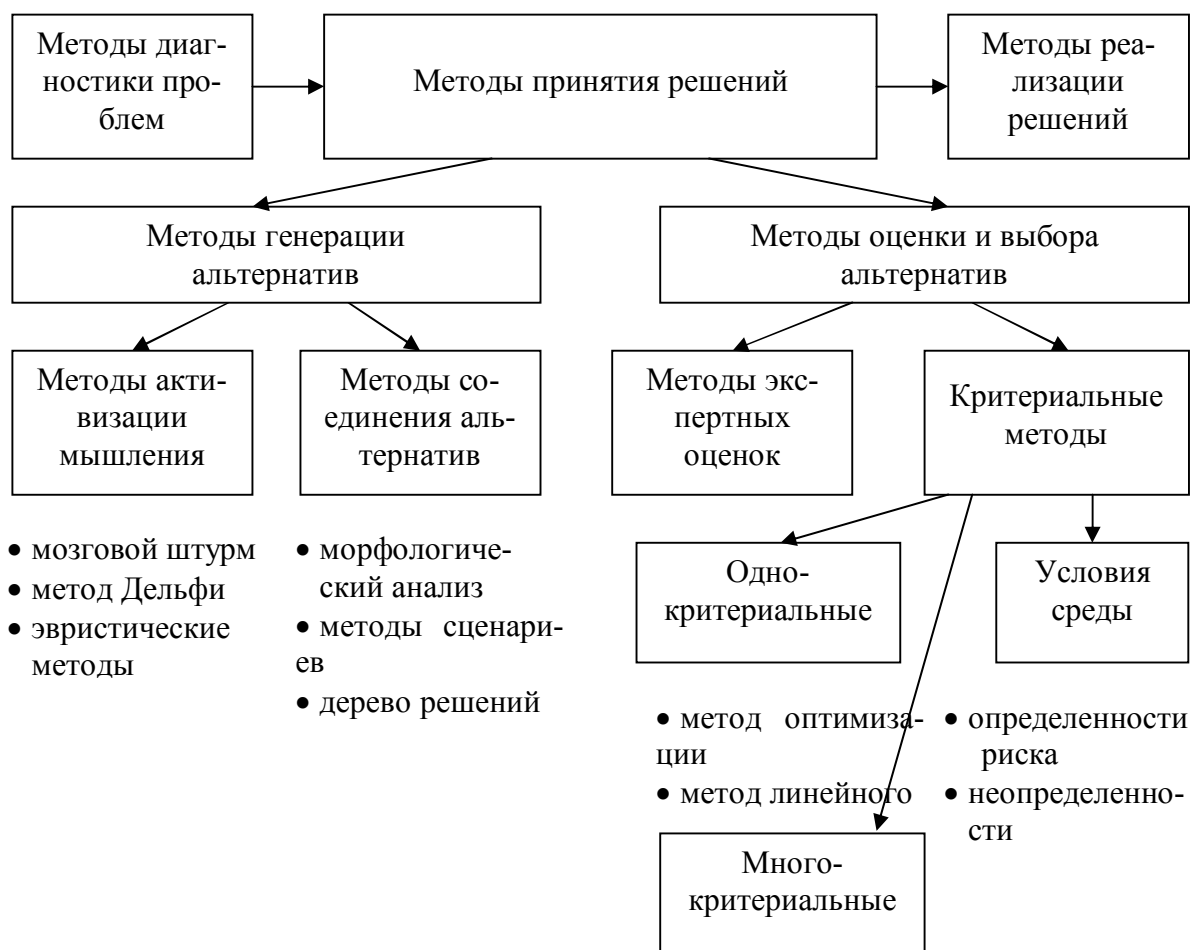 Методы диаг-
ностики про-
блем
Методы принятия решений
Методы реа-
лизации
решений
Методы генерации
альтернатив
Методы оценки и выбора
альтернатив
Методы акти-
визации
мышления
Методы со-
единения аль-
тернатив
Методы экс-
пертных
оценок
Критериальные
методы
• мозговой штурм
• метод Дельфи
• эвристические
методы
• морфологиче-
ский анализ
• методы сценари-
ев
• дерево решений
Одно-
критериальные
Условия
среды
• метод оптимиза-
ции
• метод линейного
• определенности
риска
• неопределенно-
сти
Много-
критериальные